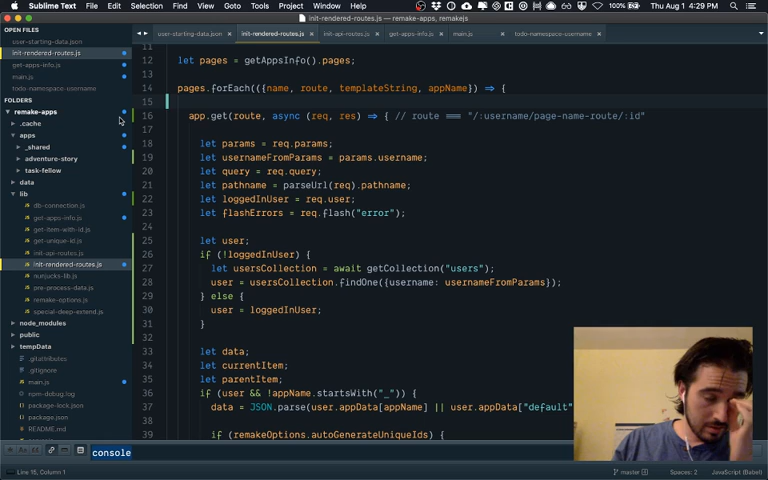 Sublime Text File Edit Selection Find View Goto Tools Project Window Help 100% Thu Aug 1 4:29 PM
init-rendered-routes.js — remake-apps, remakejs
OPEN FILES
user-starting-data.json
init-rendered-routes.js
get-apps-info.js
main.js
todo-namespace-username
FOLDERS
remake-apps
.cache
apps
_shared
adventure-story
task-fellow
data
lib
db-connection.js
get-apps-info.js
get-item-with-id.js
get-unique-id.js
init-api-routes.js
init-rendered-routes.js
nunjucks-lib.js
pre-process-data.js
remake-options.js
special-deep-extend.js
node_modules
public
tempData
.gitattributes
.gitignore
main.js
npm-debug.log
package-lock.json
package.json
README.md
user-starting-data.json init-rendered-routes.js init-api-routes.js get-apps-info.js main.js todo-namespace-username
11
12 let pages = getAppsInfo().pages;
13
14 pages.forEach(({name, route, templateString, appName}) => {
15
16 app.get(route, async (req, res) => { // route === "/:username/page-name-route/:id"
17
18 let params = req.params;
19 let usernameFromParams = params.username;
20 let query = req.query;
21 let pathname = parseUrl(req).pathname;
22 let loggedInUser = req.user;
23 let flashErrors = req.flash("error");
24
25 let user;
26 if (!loggedInUser) {
27 let usersCollection = await getCollection("users");
28 user = usersCollection.findOne({username: usernameFromParams});
29 } else {
30 user = loggedInUser;
31 }
32
33 let data;
34 let currentItem;
35 let parentItem;
36 if (user && !appName.startsWith("_")) {
37 data = JSON.parse(user.appData[appName] || user.appData["default"
38
39 if (remakeOptions.autoGenerateUniqueIds) {
console
Line 15, Column 1 master Spaces: 2 JavaScript (Babel)